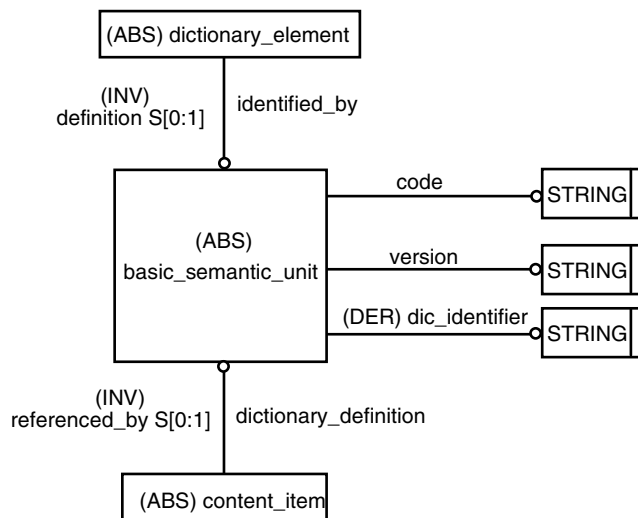 (ABS) dictionary_element
(INV)
definition S[0:1]
identified_by
code
STRING
(ABS)
basic_semantic_unit
version
STRING
(DER) dic_identifier
STRING
(INV)
referenced_by S[0:1]
dictionary_definition
(ABS) content_item